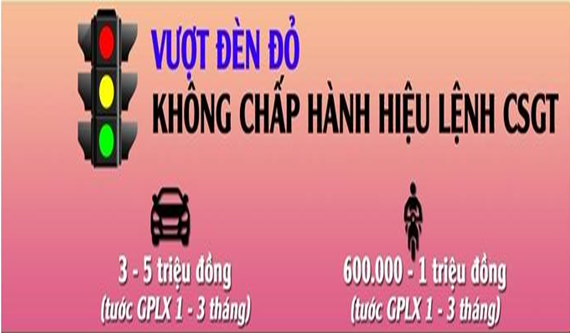 VƯỢT ĐÈN ĐỎ
KHÔNG CHẤP HÀNH HIỆU LỆNH CSGT
3 - 5 triệu đồng
(tước GPLX 1 - 3 tháng)
600.000 - 1 triệu đồng
(tước GPLX 1 - 3 tháng)